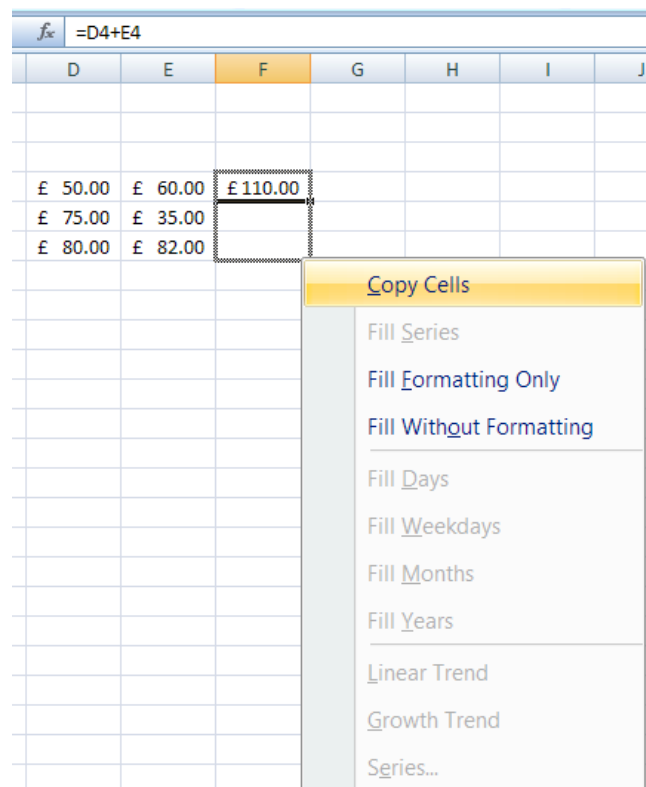 fx =D4+E4
D E F G H I J
£ 50.00 £ 60.00 £ 110.00
£ 75.00 £ 35.00
£ 80.00 £ 82.00
Copy Cells
Fill Series
Fill Formatting Only
Fill Without Formatting
Fill Days
Fill Weekdays
Fill Months
Fill Years
Linear Trend
Growth Trend
Series...